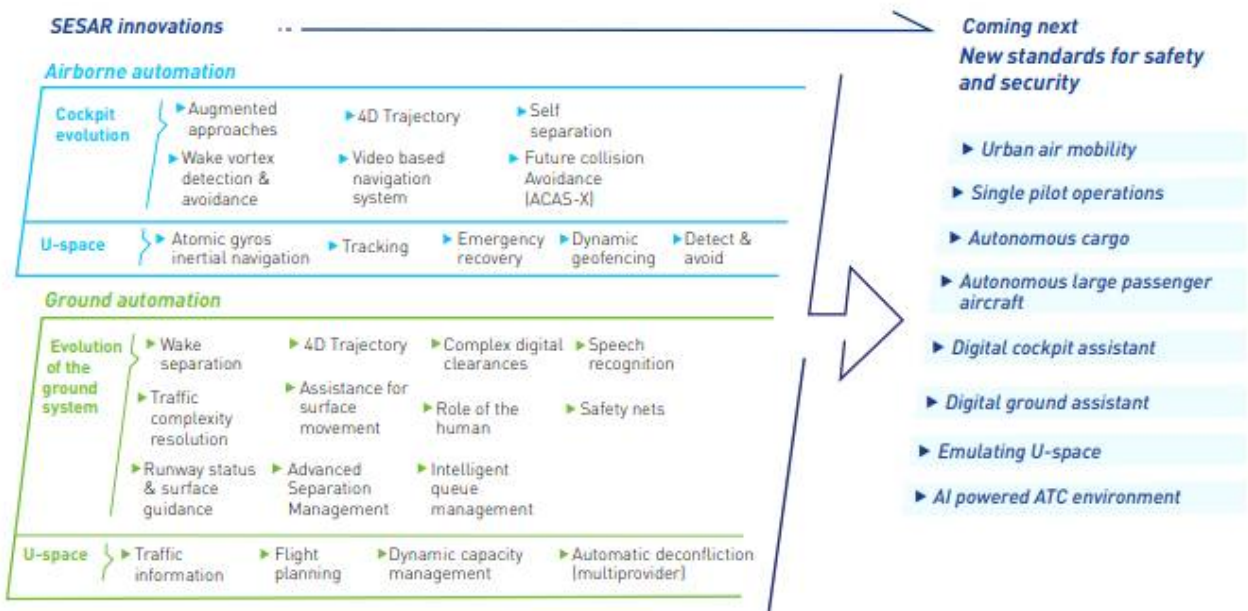 SESAR innovations
Coming next
New standards for safety
and security
Airborne automation
Cockpit
evolution
Augmented
approaches
4D Trajectory
Self
separation
Wake vortex
detection &
avoidance
Video based
navigation
system
Future collision
Avoidance
(ACAS-X)
U-space
Atomic gyros
inertial navigation
Tracking
Emergency
recovery
Dynamic
geofencing
Detect &
avoid
Ground automation
Evolution
of the
ground
system
Wake
separation
4D Trajectory
Complex digital
clearances
Speech
recognition
Traffic
complexity
resolution
Assistance for
surface
movement
Role of the
human
Safety nets
Runway status
& surface
guidance
Advanced
Separation
Management
Intelligent
queue
management
U-space
Traffic
information
Flight
planning
Dynamic capacity
management
Automatic deconfliction
(multiprovider)
Urban air mobility
Single pilot operations
Autonomous cargo
Autonomous large passenger
aircraft
Digital cockpit assistant
Digital ground assistant
Emulating U-space
AI powered ATC environment